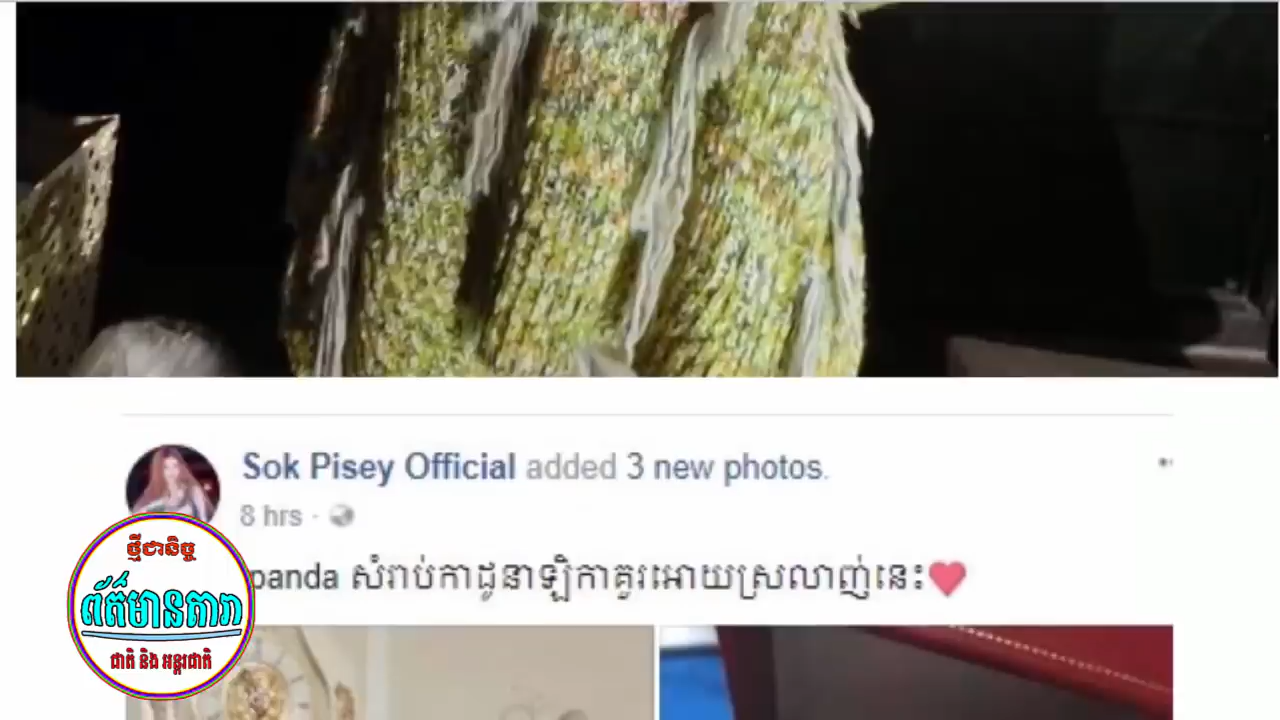 Sok Pisey Official added 3 new photos.
8 hrs ·
panda សំរាប់កាដូនាឡិកាគួរអោយស្រលាញ់នេះ
ថ្មីជានិច្ច
ព័ត៌មានតារា
ជាតិ និង អន្តរជាតិ